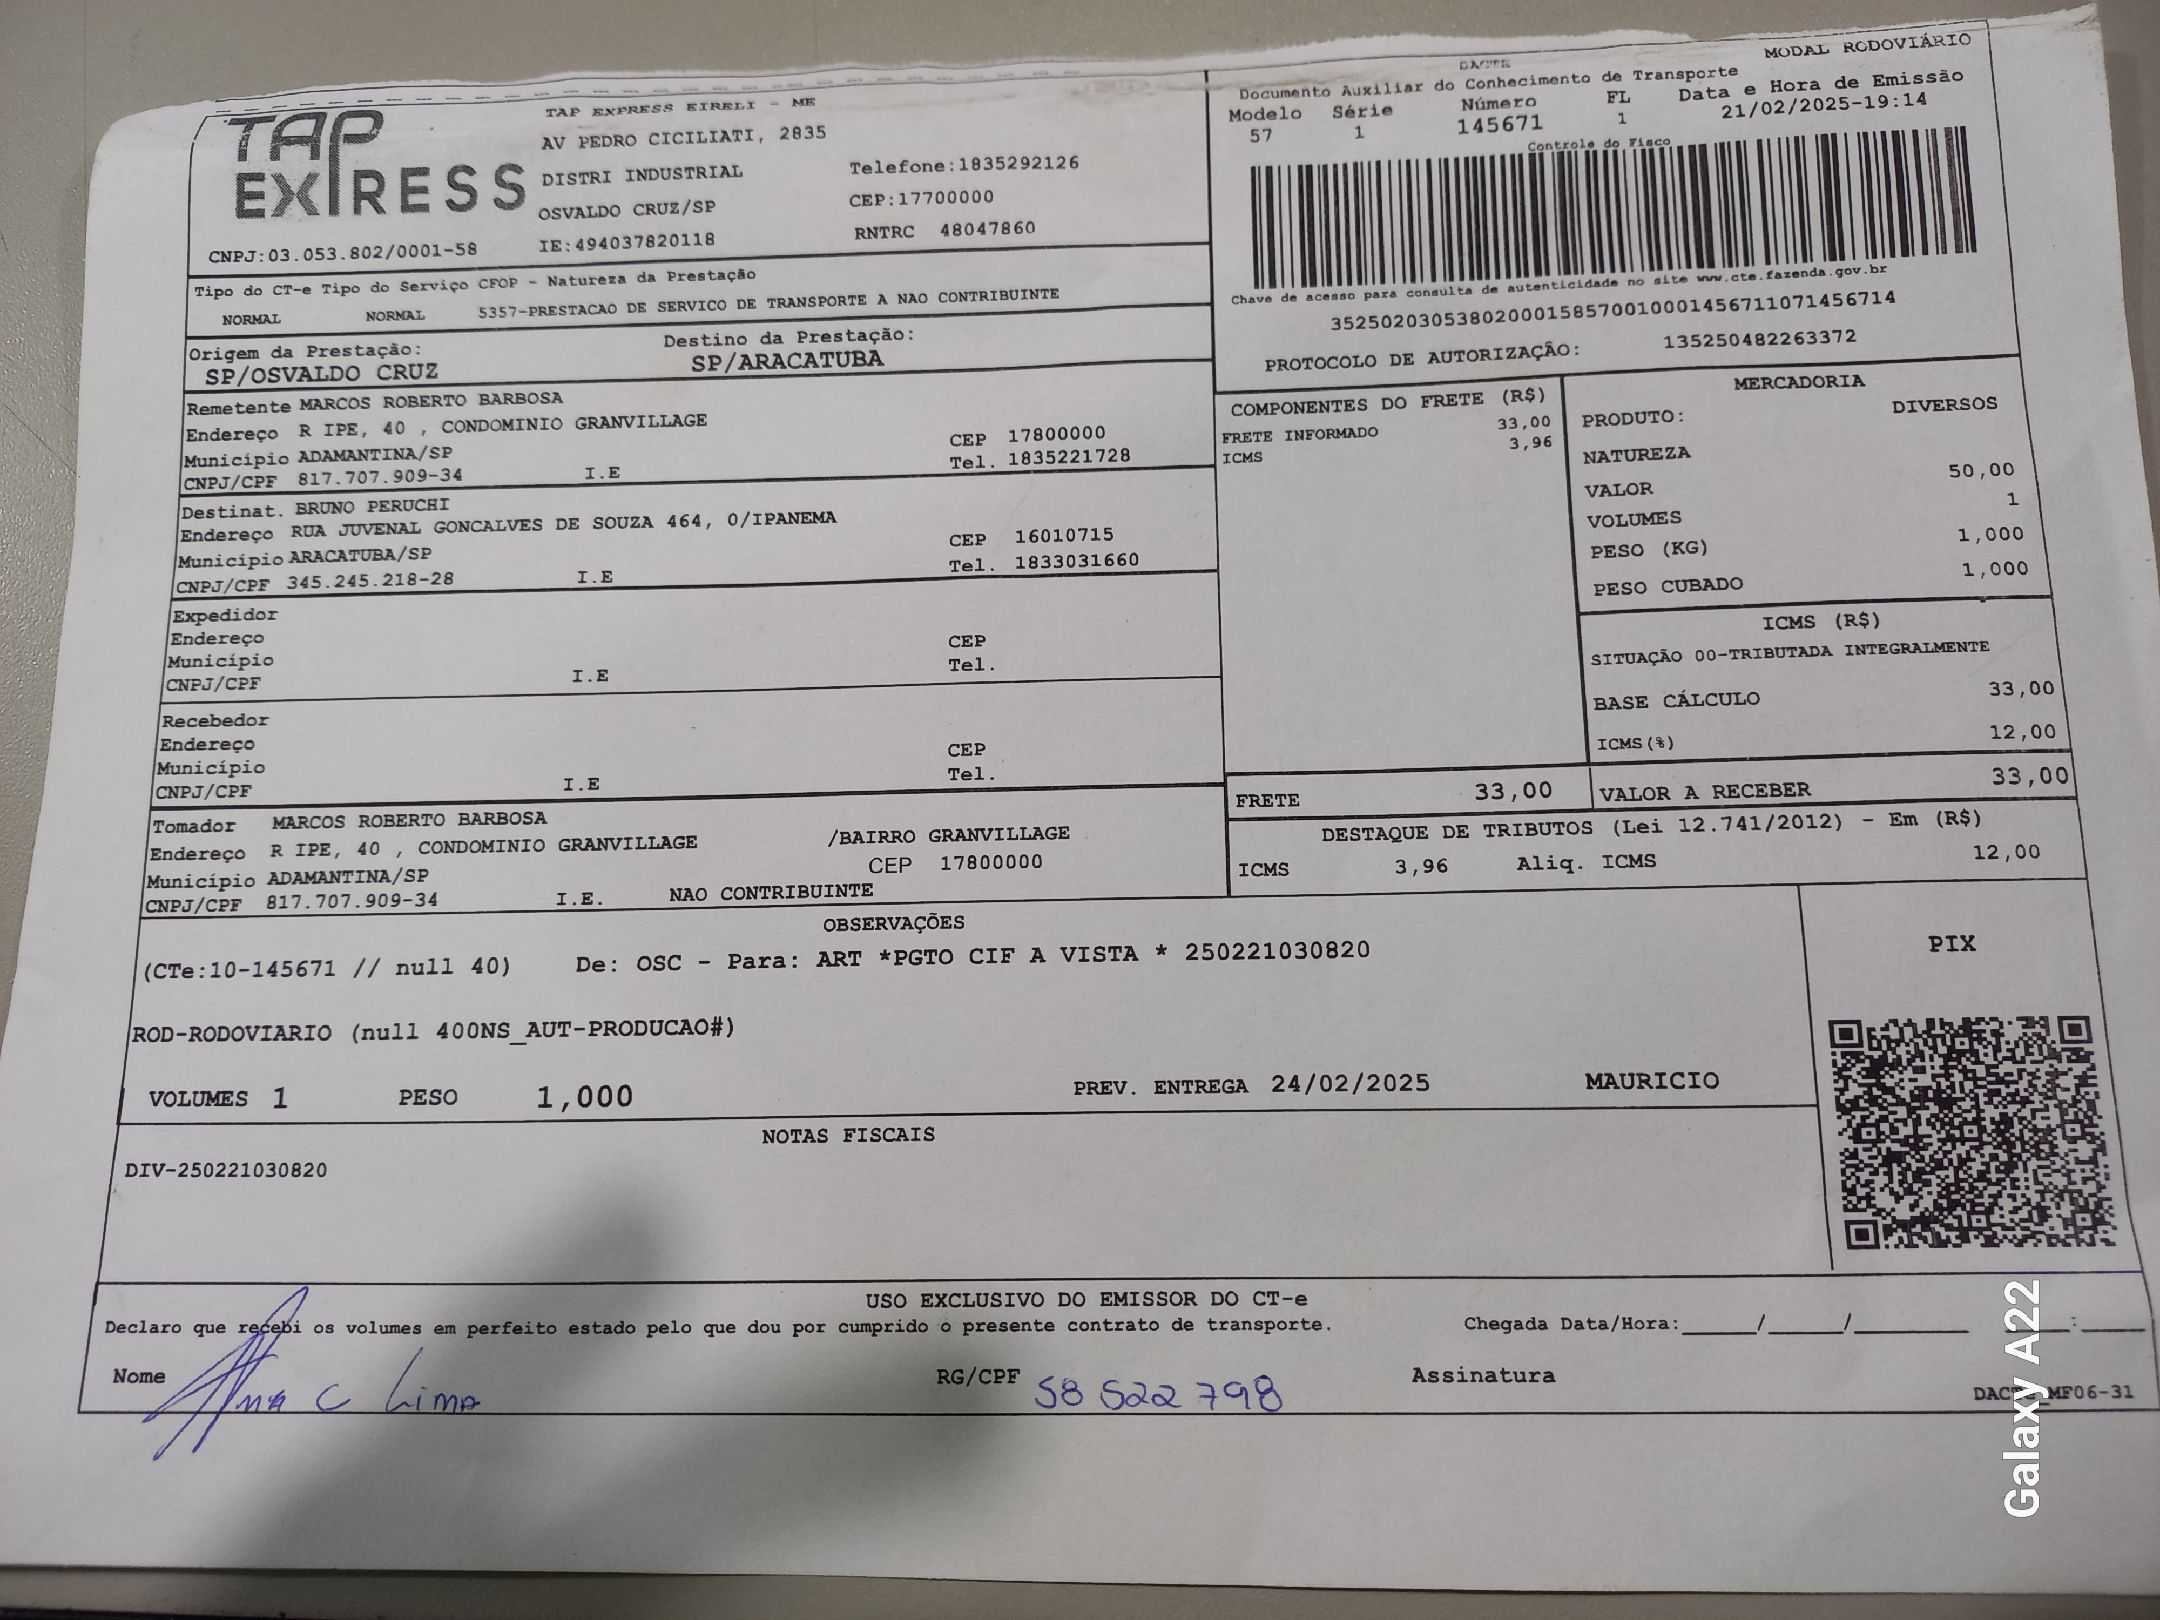 TAP EXPRESS
TAP EXPRESS EIRELI - ME
AV PEDRO CICILIATI, 2835
DISTRI INDUSTRIAL
Telefone:1835292126
OSVALDO CRUZ/SP
CEP:17700000
CNPJ:03.053.802/0001-58
IE:494037820118
RNTRC 48047860
MODAL RODOVIÁRIO
DACTE
Documento Auxiliar do Conhecimento de Transporte
Modelo Série Número FL Data e Hora de Emissão
57 1 145671 1 21/02/2025-19:14
Controle do Fisco
Chave de acesso para consulta de autenticidade no site www.cte.fazenda.gov.br
35250203053802000158570010001456711071456714
PROTOCOLO DE AUTORIZAÇÃO: 135250482263372
Tipo do CT-e Tipo do Serviço CFOP - Natureza da Prestação
NORMAL NORMAL 5357-PRESTACAO DE SERVICO DE TRANSPORTE A NAO CONTRIBUINTE
Origem da Prestação: Destino da Prestação:
SP/OSVALDO CRUZ SP/ARACATUBA
Remetente MARCOS ROBERTO BARBOSA
Endereço R IPE, 40 , CONDOMINIO GRANVILLAGE
CEP 17800000
Município ADAMANTINA/SP
Tel. 1835221728
CNPJ/CPF 817.707.909-34 I.E
Destinat. BRUNO PERUCHI
Endereço RUA JUVENAL GONCALVES DE SOUZA 464, 0/IPANEMA
CEP 16010715
Município ARACATUBA/SP
Tel. 1833031660
CNPJ/CPF 345.245.218-28 I.E
Expedidor
Endereço CEP
Município Tel.
CNPJ/CPF I.E
Recebedor
Endereço CEP
Município Tel.
CNPJ/CPF I.E
Tomador MARCOS ROBERTO BARBOSA
Endereço R IPE, 40 , CONDOMINIO GRANVILLAGE /BAIRRO GRANVILLAGE
Município ADAMANTINA/SP CEP 17800000
CNPJ/CPF 817.707.909-34 I.E. NAO CONTRIBUINTE
COMPONENTES DO FRETE (R$)
FRETE INFORMADO 33,00
ICMS 3,96
MERCADORIA
PRODUTO: DIVERSOS
NATUREZA
VALOR 50,00
VOLUMES 1
PESO (KG) 1,000
PESO CUBADO 1,000
ICMS (R$)
SITUAÇÃO 00-TRIBUTADA INTEGRALMENTE
BASE CÁLCULO 33,00
ICMS(%) 12,00
FRETE 33,00 VALOR A RECEBER 33,00
DESTAQUE DE TRIBUTOS (Lei 12.741/2012) - Em (R$)
ICMS 3,96 Aliq. ICMS 12,00
OBSERVAÇÕES
(CTe:10-145671 // null 40) De: OSC - Para: ART *PGTO CIF A VISTA * 250221030820
PIX
ROD-RODOVIARIO (null 400NS_AUT-PRODUCAO#)
VOLUMES 1 PESO 1,000 PREV. ENTREGA 24/02/2025 MAURICIO
NOTAS FISCAIS
DIV-250221030820
USO EXCLUSIVO DO EMISSOR DO CT-e
Declaro que recebi os volumes em perfeito estado pelo que dou por cumprido o presente contrato de transporte. Chegada Data/Hora:_____/_____/________ ____:____
Nome Ana C Lima RG/CPF 58 522 798 Assinatura
DACTE_MF06-31
Galaxy A22